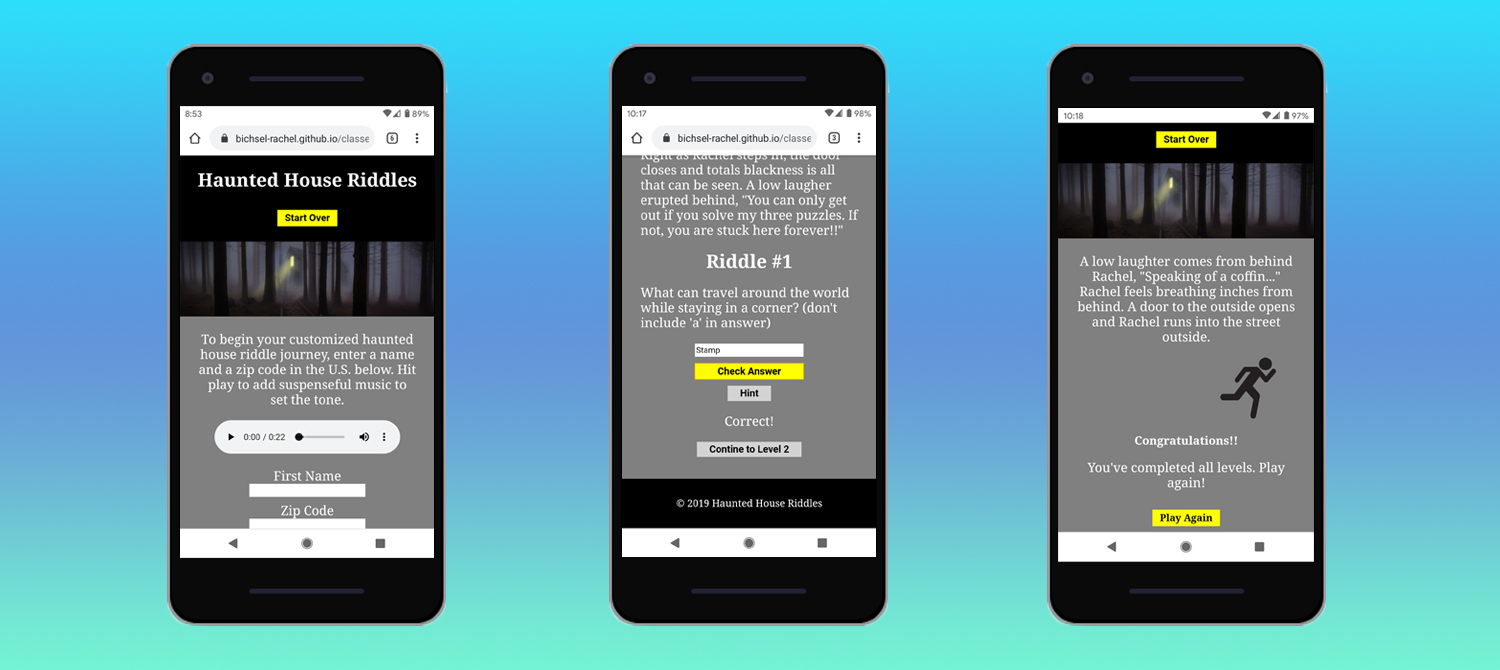 8:53
89%
bichsel-rachel.github.io/classe
6
Haunted House Riddles
Start Over
To begin your customized haunted
house riddle journey, enter a name
and a zip code in the U.S. below. Hit
play to add suspenseful music to
set the tone.
0:00 / 0:22
First Name
Zip Code
10:17
98%
bichsel-rachel.github.io/classe
3
Right as Rachel steps in, the door
closes and totals blackness is all
that can be seen. A low laugher
erupted behind, "You can only get
out if you solve my three puzzles. If
not, you are stuck here forever!!"
Riddle #1
What can travel around the world
while staying in a corner? (don't
include 'a' in answer)
Stamp
Check Answer
Hint
Correct!
Contine to Level 2
© 2019 Haunted House Riddles
10:18
97%
Start Over
A low laughter comes from behind
Rachel, "Speaking of a coffin..."
Rachel feels breathing inches from
behind. A door to the outside opens
and Rachel runs into the street
outside.
Congratulations!!
You've completed all levels. Play
again!
Play Again